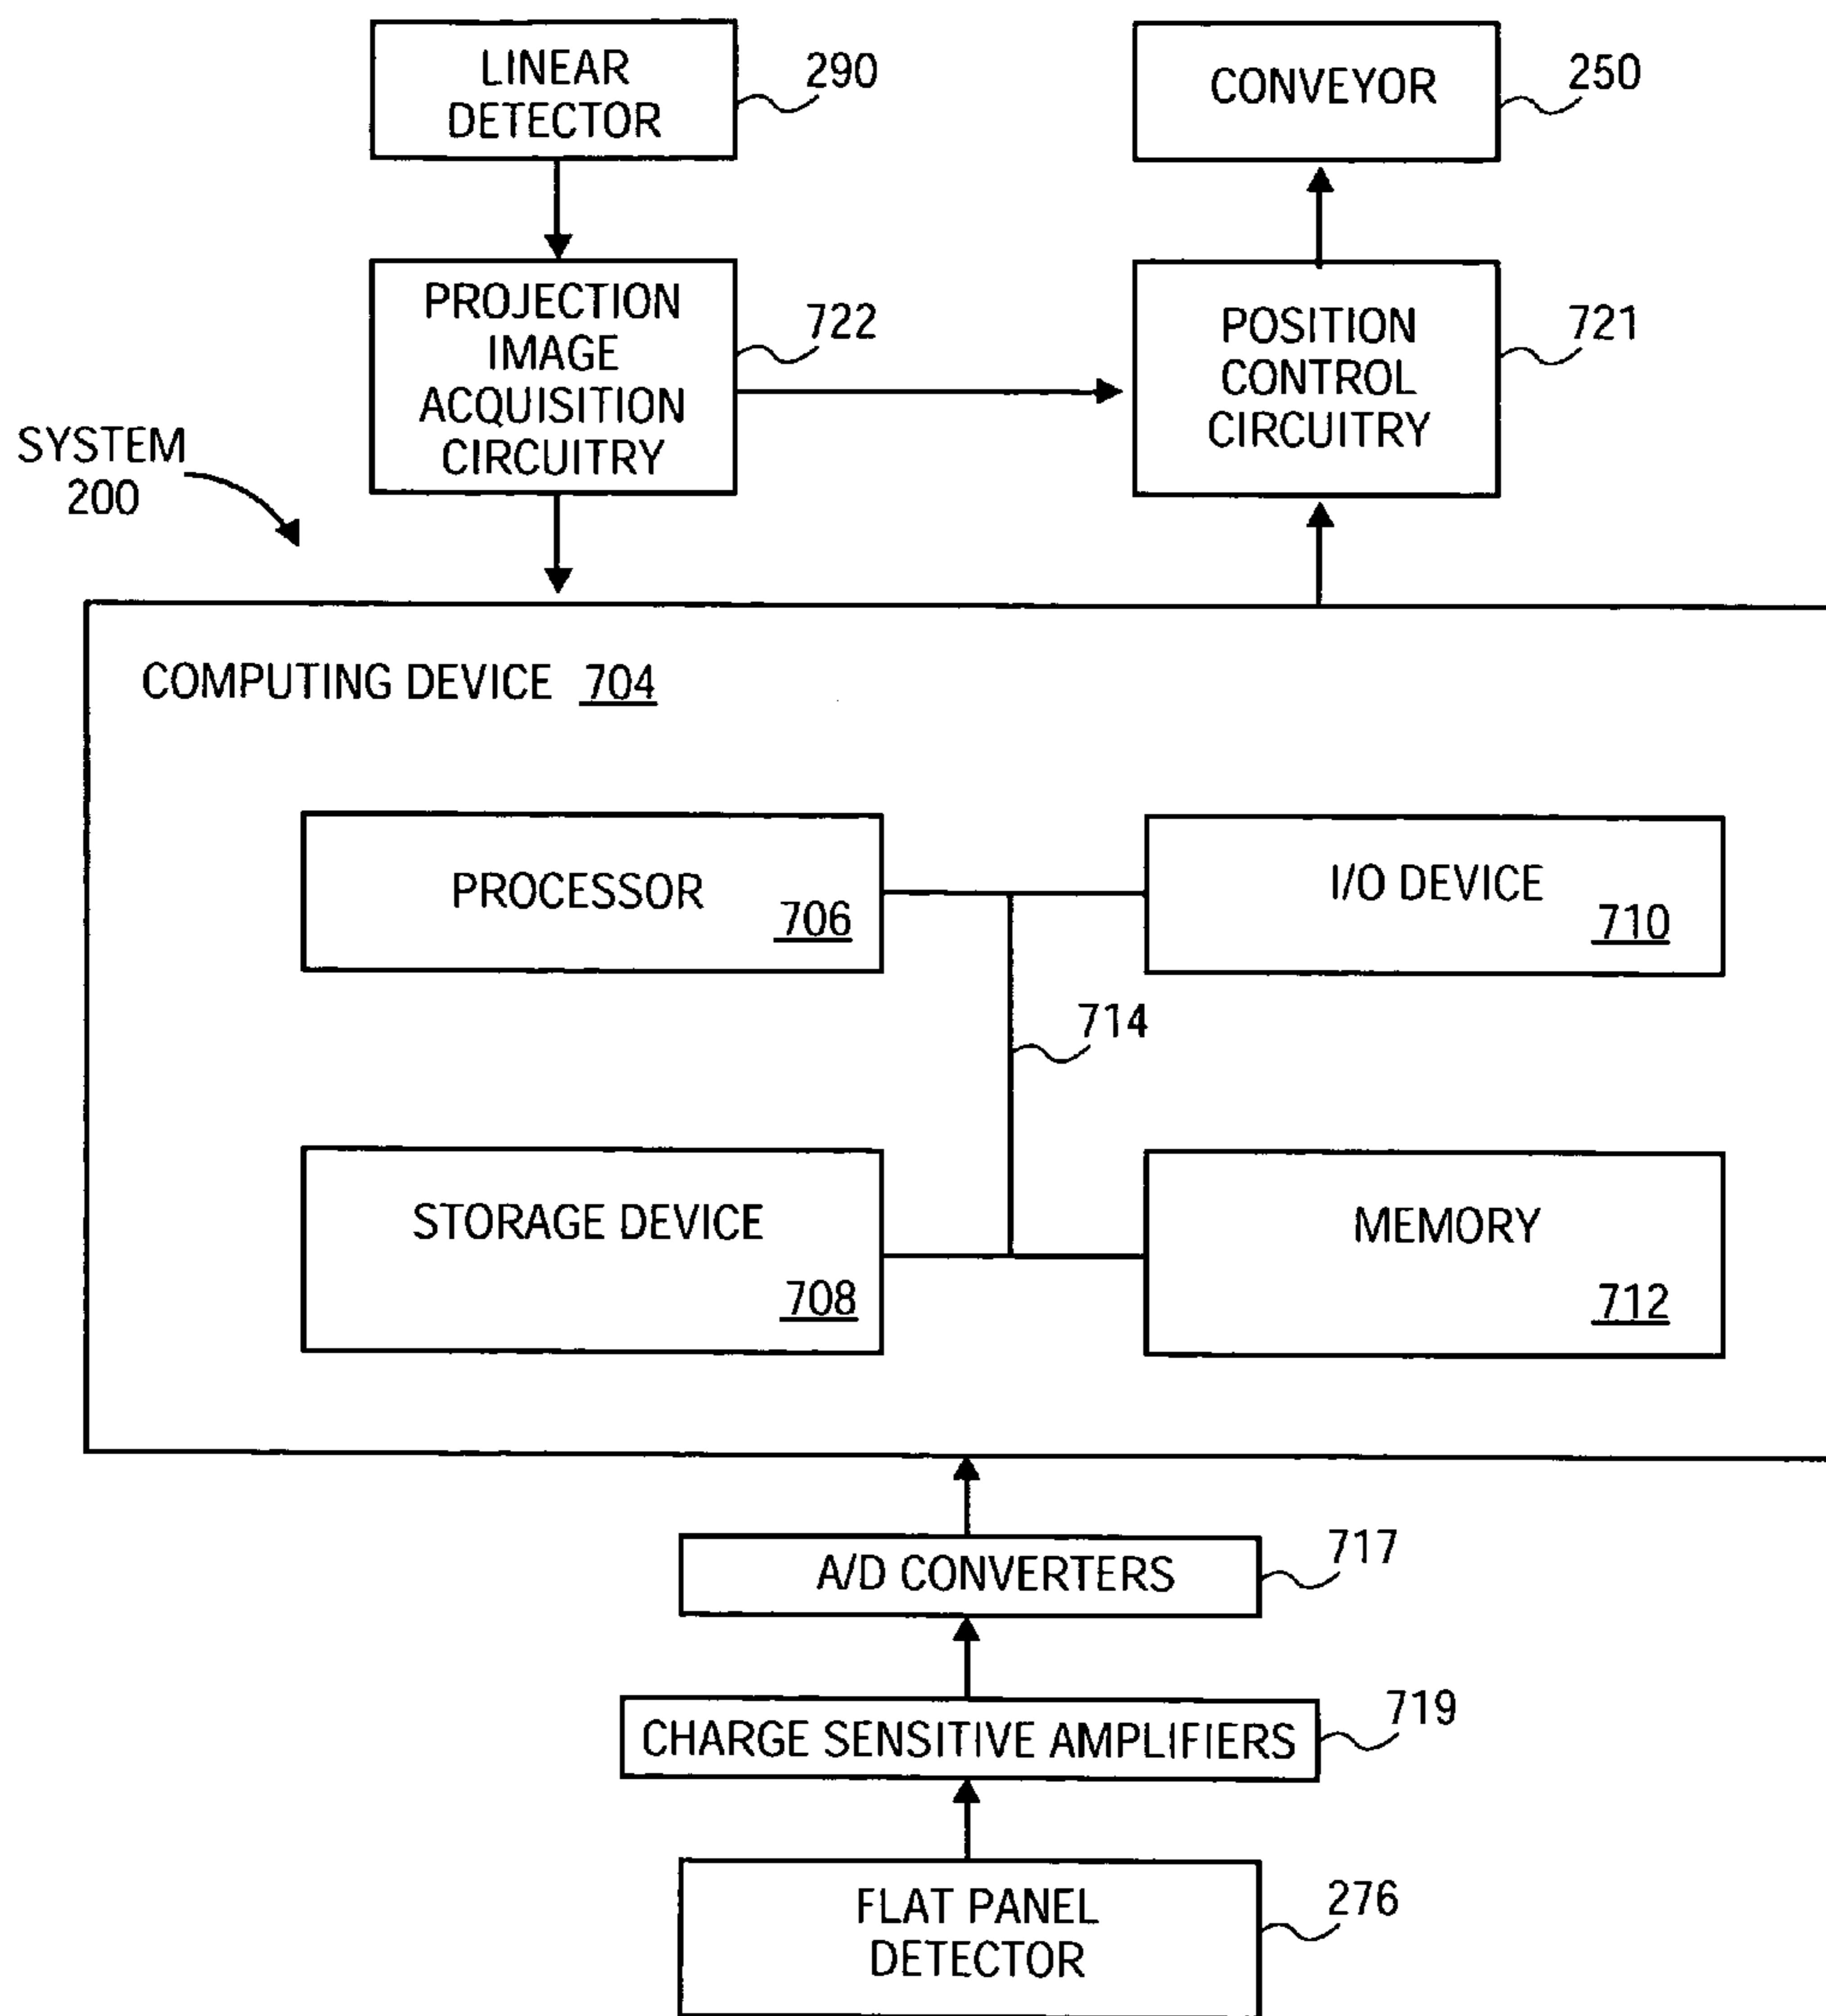 LINEAR
DETECTOR
290
CONVEYOR
250
PROJECTION
IMAGE
ACQUISITION
CIRCUITRY
722
POSITION
CONTROL
CIRCUITRY
721
SYSTEM
200
COMPUTING DEVICE 704
PROCESSOR
706
I/O DEVICE
710
714
STORAGE DEVICE
708
MEMORY
712
A/D CONVERTERS
717
CHARGE SENSITIVE AMPLIFIERS
719
FLAT PANEL
DETECTOR
276